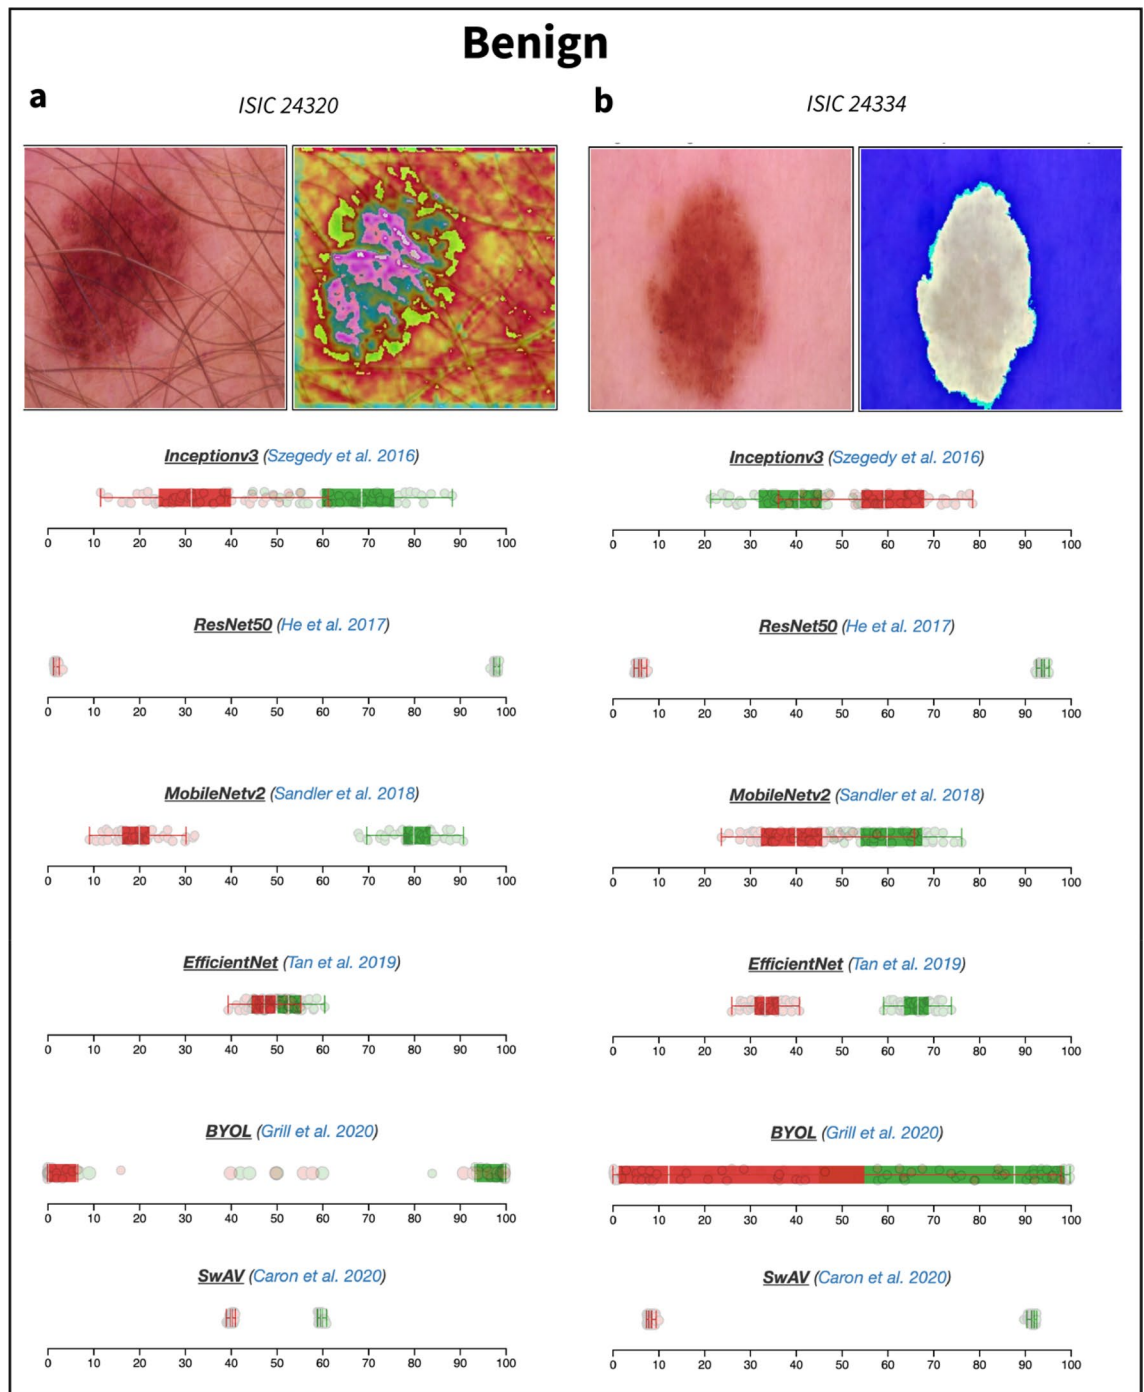 Benign
a
ISIC 24320
b
ISIC 24334
Inceptionv3 (Szegedy et al. 2016)
0 10 20 30 40 50 60 70 80 90 100
Inceptionv3 (Szegedy et al. 2016)
0 10 20 30 40 50 60 70 80 90 100
ResNet50 (He et al. 2017)
0 10 20 30 40 50 60 70 80 90 100
ResNet50 (He et al. 2017)
0 10 20 30 40 50 60 70 80 90 100
MobileNetv2 (Sandler et al. 2018)
0 10 20 30 40 50 60 70 80 90 100
MobileNetv2 (Sandler et al. 2018)
0 10 20 30 40 50 60 70 80 90 100
EfficientNet (Tan et al. 2019)
0 10 20 30 40 50 60 70 80 90 100
EfficientNet (Tan et al. 2019)
0 10 20 30 40 50 60 70 80 90 100
BYOL (Grill et al. 2020)
0 10 20 30 40 50 60 70 80 90 100
BYOL (Grill et al. 2020)
0 10 20 30 40 50 60 70 80 90 100
SwAV (Caron et al. 2020)
0 10 20 30 40 50 60 70 80 90 100
SwAV (Caron et al. 2020)
0 10 20 30 40 50 60 70 80 90 100